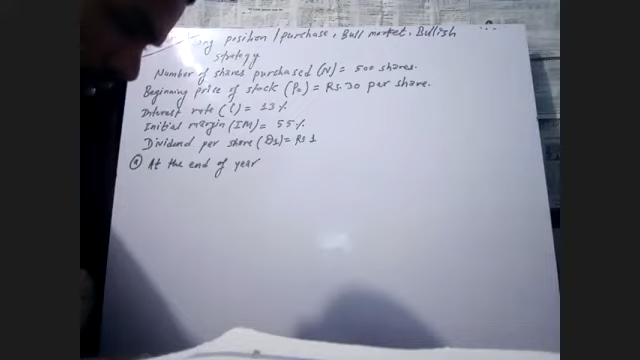 Long position / purchase, Bull market, Bullish
strategy
Number of shares purchased (N) = 500 shares.
Beginning price of stock (P₀) = Rs. 30 per share.
Interest rate (i) = 13%
Initial margin (IM) = 55%
Dividend per share (D₁) = Rs 1
ⓐ At the end of year